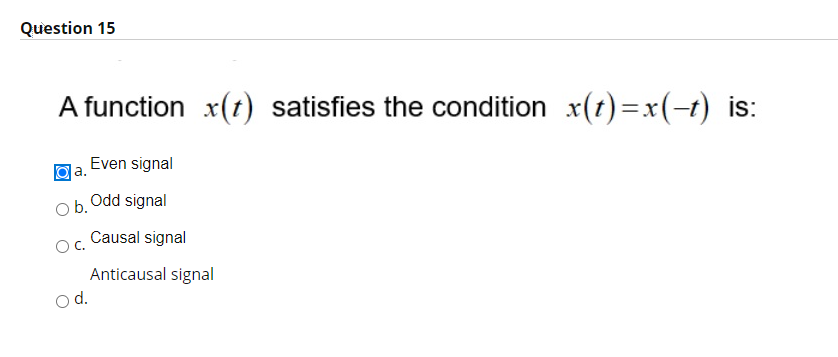 Question 15
A function x(t) satisfies the condition x(t)=x(−t) is:
a. Even signal
b. Odd signal
c. Causal signal
Anticausal signal
d.